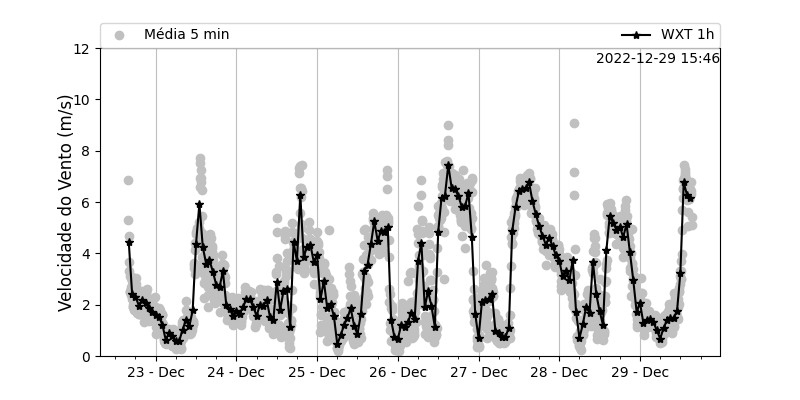 Média 5 min
WXT 1h
2022-12-29 15:46
Velocidade do Vento (m/s)
12
10
8
6
4
2
0
23 - Dec
24 - Dec
25 - Dec
26 - Dec
27 - Dec
28 - Dec
29 - Dec